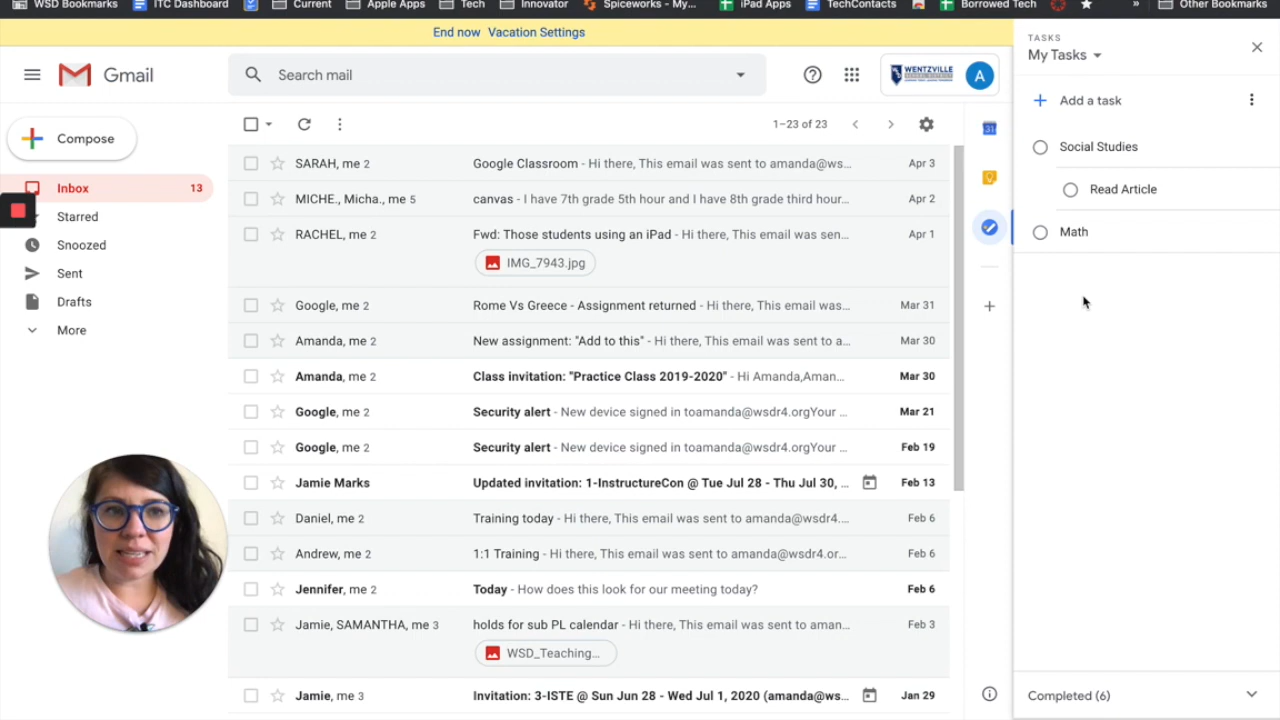 WSD Bookmarks
ITC Dashboard
Current
Apple Apps
Tech
Innovator
Spiceworks - My...
iPad Apps
TechContacts
Borrowed Tech
»
Other Bookmarks
End now Vacation Settings
TASKS
My Tasks
Gmail
Search mail
WENTZVILLE
A
Add a task
Compose
1–23 of 23
31
Social Studies
Read Article
Math
Inbox 13
Starred
Snoozed
Sent
Drafts
More
SARAH, me 2 Google Classroom - Hi there, This email was sent to amanda@ws... Apr 3
MICHE., Micha., me 5 canvas - I have 7th grade 5th hour and I have 8th grade third hour... Apr 2
RACHEL, me 2 Fwd: Those students using an iPad - Hi there, This email was sen... Apr 1
IMG_7943.jpg
Google, me 2 Rome Vs Greece - Assignment returned - Hi there, This email was... Mar 31
Amanda, me 2 New assignment: "Add to this" - Hi there, This email was sent to a... Mar 30
Amanda, me 2 Class invitation: "Practice Class 2019-2020" - Hi Amanda,Aman... Mar 30
Google, me 2 Security alert - New device signed in toamanda@wsdr4.orgYour ... Mar 21
Google, me 2 Security alert - New device signed in toamanda@wsdr4.orgYour ... Feb 19
Jamie Marks Updated invitation: 1-InstructureCon @ Tue Jul 28 - Thu Jul 30, ... Feb 13
Daniel, me 2 Training today - Hi there, This email was sent to amanda@wsdr4.... Feb 6
Andrew, me 2 1:1 Training - Hi there, This email was sent to amanda@wsdr4.or... Feb 6
Jennifer, me 2 Today - How does this look for our meeting today? Feb 6
Jamie, SAMANTHA, me 3 holds for sub PL calendar - Hi there, This email was sent to aman... Feb 3
WSD_Teaching...
Jamie, me 3 Invitation: 3-ISTE @ Sun Jun 28 - Wed Jul 1, 2020 (amanda@ws... Jan 29
Completed (6)